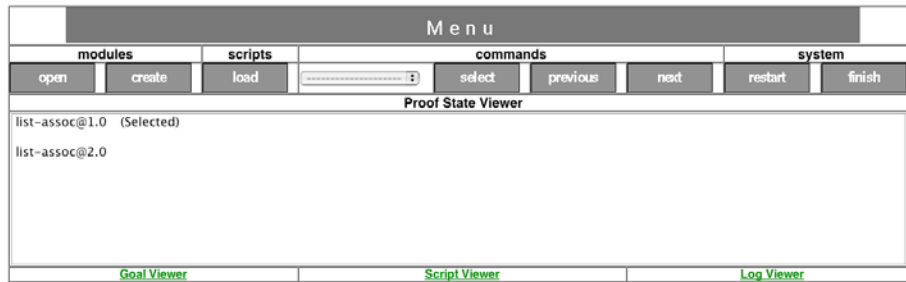 Menu
modules scripts commands system
open create load select previous next restart finish
Proof State Viewer
list-assoc@1.0 (Selected)
list-assoc@2.0
Goal Viewer Script Viewer Log Viewer